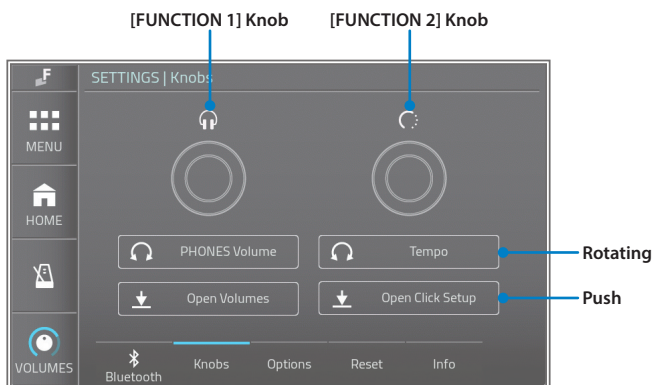 [FUNCTION 1] Knob [FUNCTION 2] Knob
F SETTINGS | Knobs
MENU
HOME
PHONES Volume Tempo Rotating
Open Volumes Open Click Setup Push
VOLUMES
Bluetooth Knobs Options Reset Info